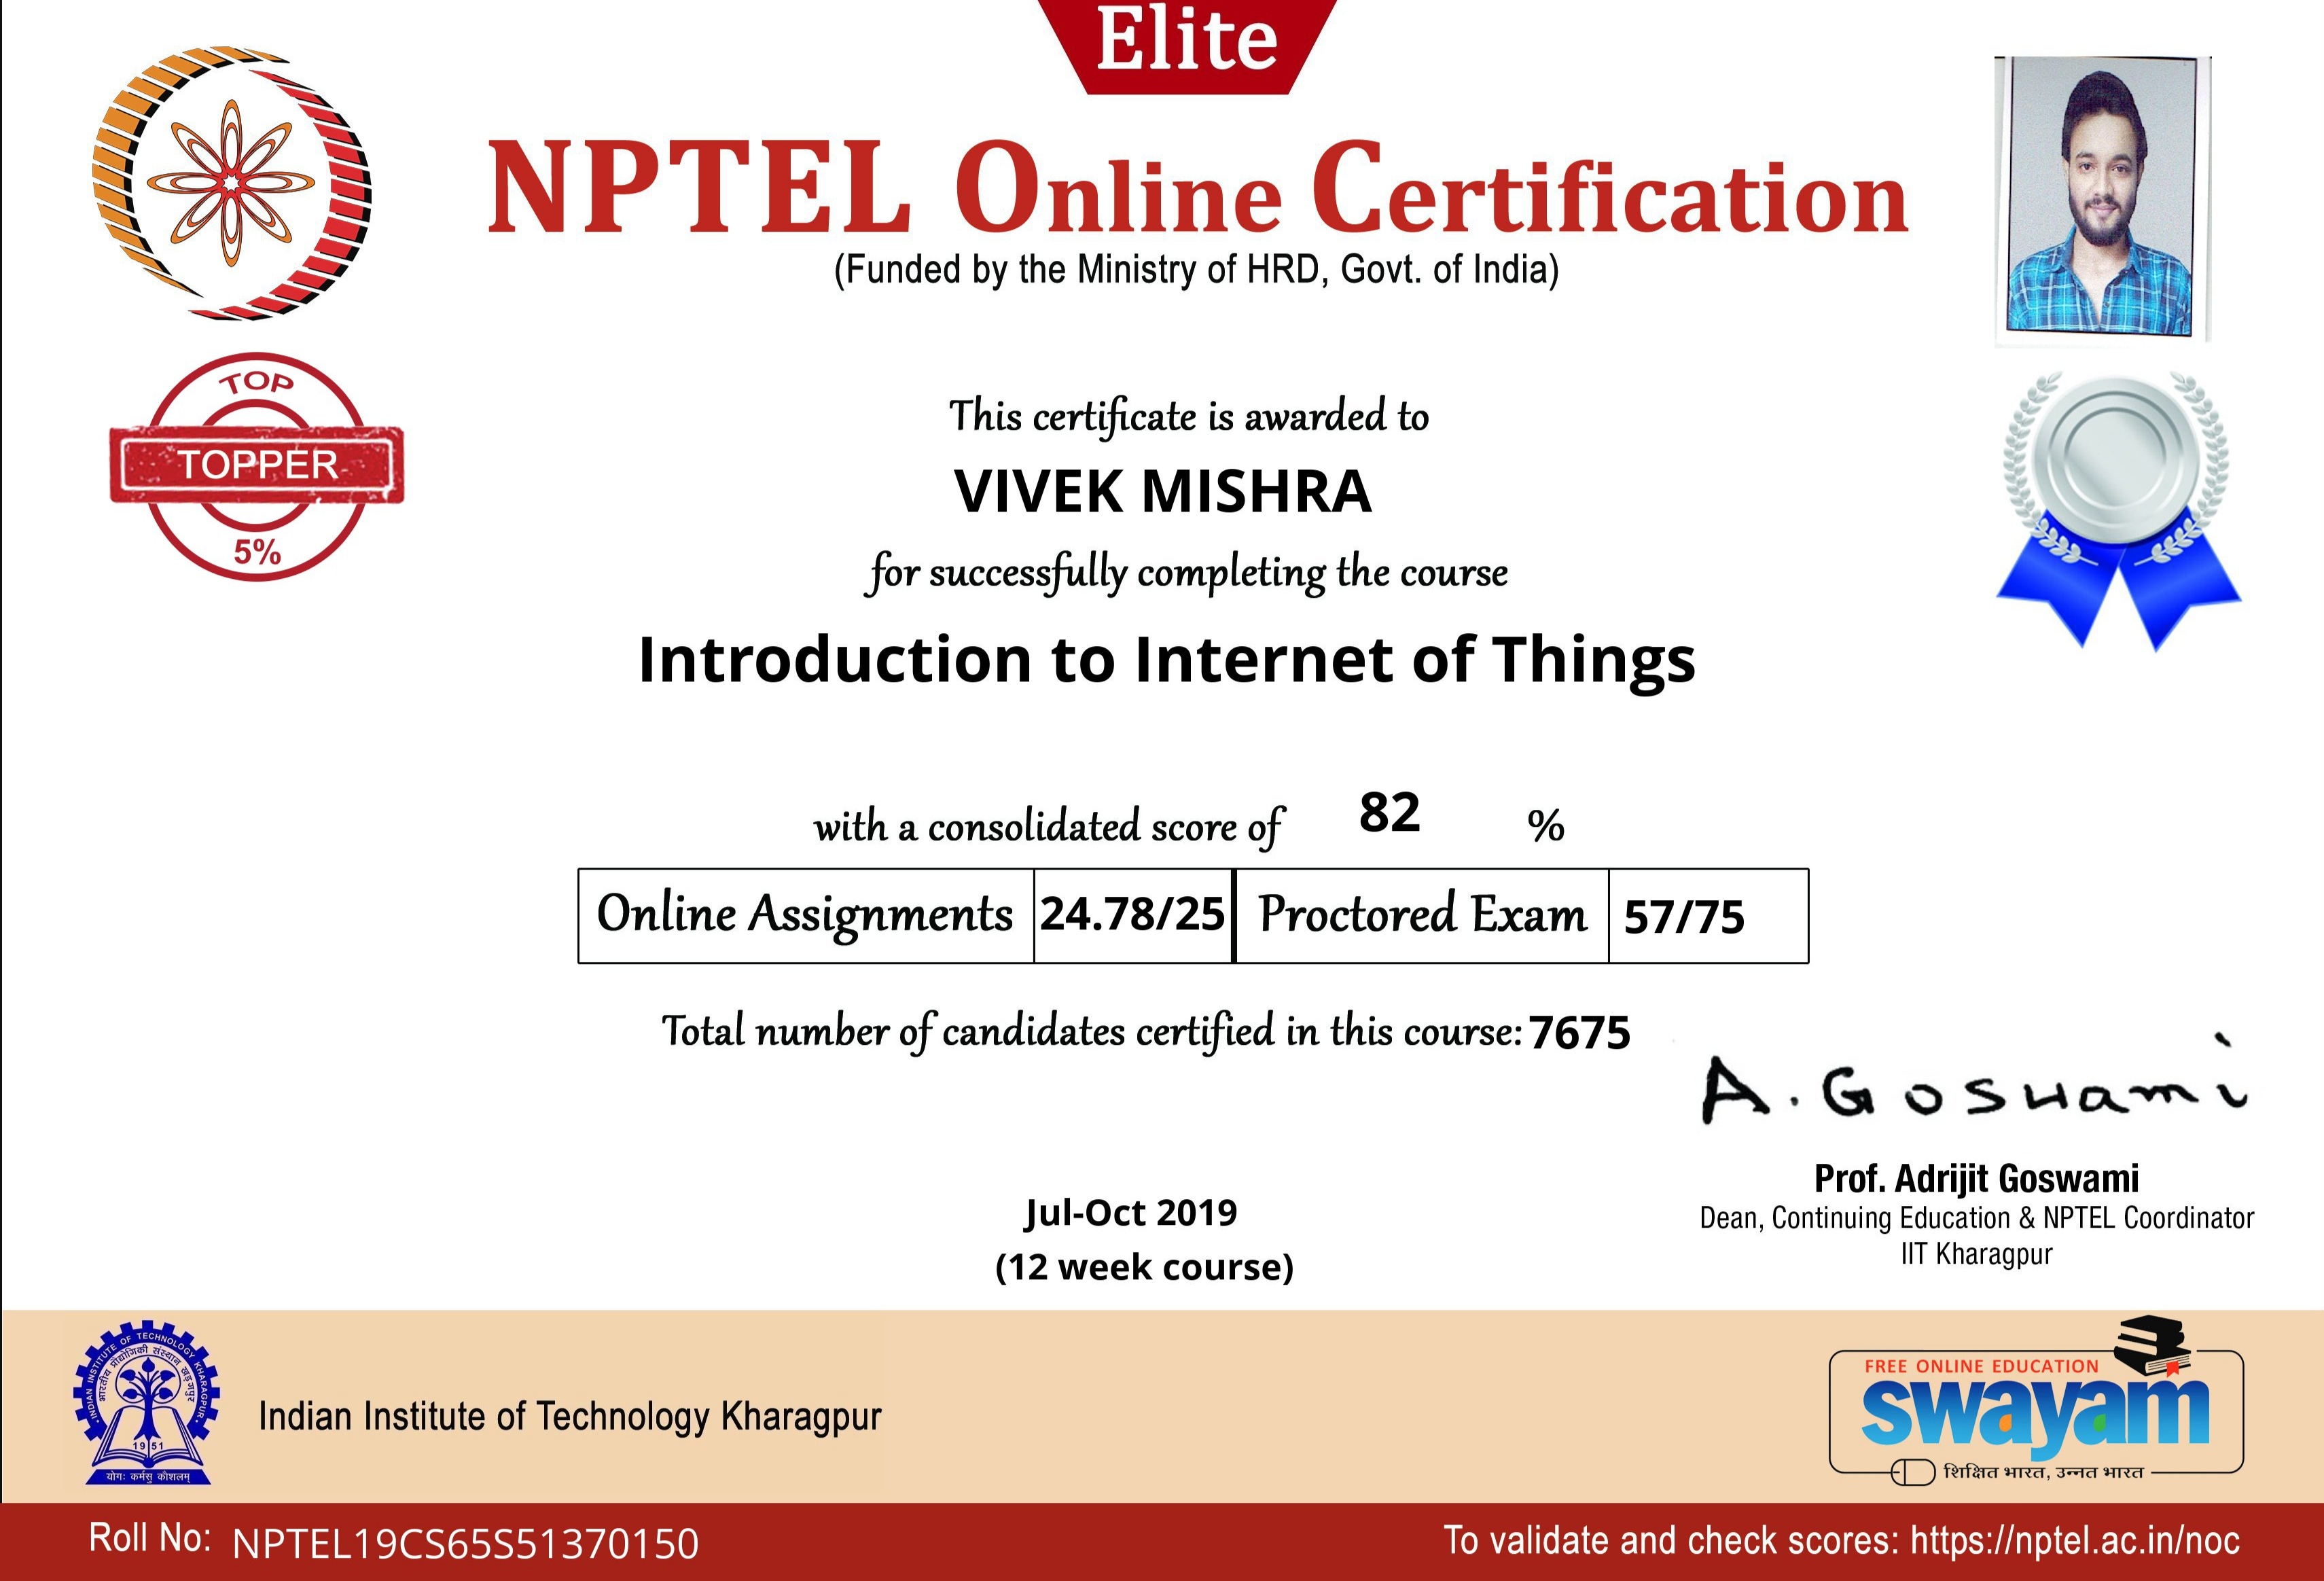 Elite
NPTEL Online Certification
(Funded by the Ministry of HRD, Govt. of India)
TOP
TOPPER
5%
This certificate is awarded to
VIVEK MISHRA
for successfully completing the course
Introduction to Internet of Things
with a consolidated score of 82 %
Online Assignments 24.78/25 Proctored Exam 57/75
Total number of candidates certified in this course: 7675
A. Goswami
Prof. Adrijit Goswami
Dean, Continuing Education & NPTEL Coordinator
IIT Kharagpur
Jul-Oct 2019
(12 week course)
INDIAN INSTITUTE OF TECHNOLOGY KHARAGPUR
भारतीय प्रौद्योगिकी संस्थान खड़गपुर
1951
योगः कर्मसु कौशलम्
Indian Institute of Technology Kharagpur
FREE ONLINE EDUCATION
swayam
शिक्षित भारत, उन्नत भारत
Roll No: NPTEL19CS65S51370150
To validate and check scores: https://nptel.ac.in/noc